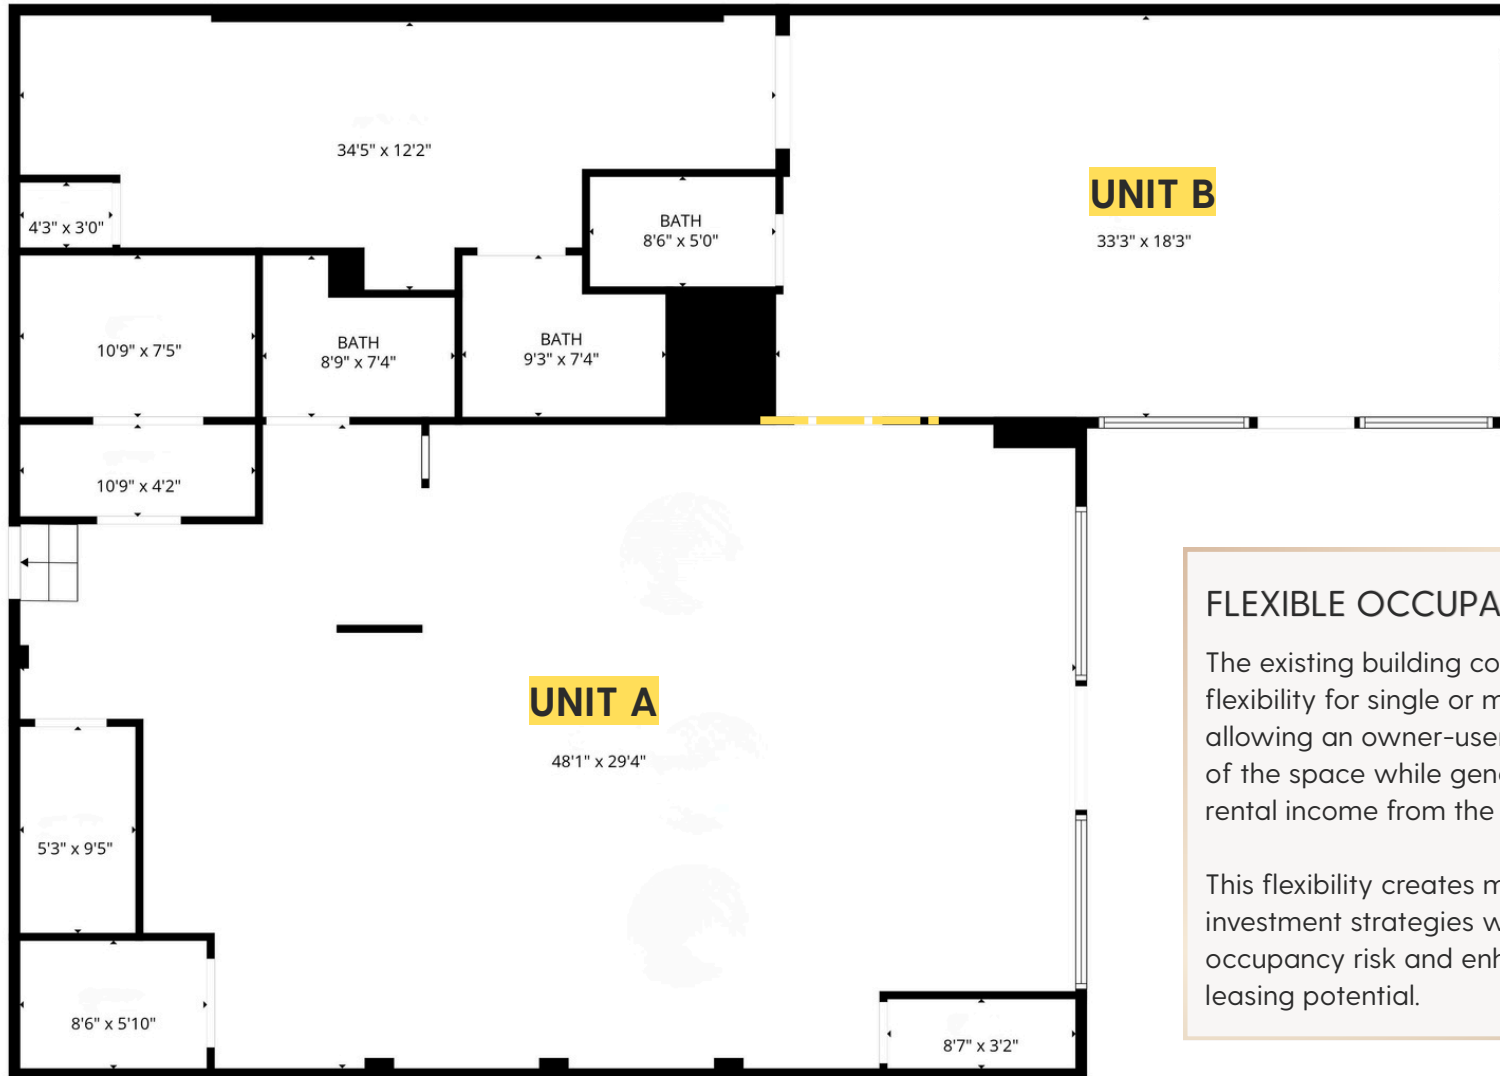 34'5" x 12'2"
UNIT B
33'3" x 18'3"
4'3" x 3'0"
BATH
8'6" x 5'0"
10'9" x 7'5"
BATH
8'9" x 7'4"
BATH
9'3" x 7'4"
10'9" x 4'2"
UNIT A
48'1" x 29'4"
5'3" x 9'5"
8'6" x 5'10"
8'7" x 3'2"
FLEXIBLE
The existing building
flexibility for single or
allowing an owner-user
of the space while
rental income from the
This flexibility creates
investment strategies
occupancy risk and
leasing potential.